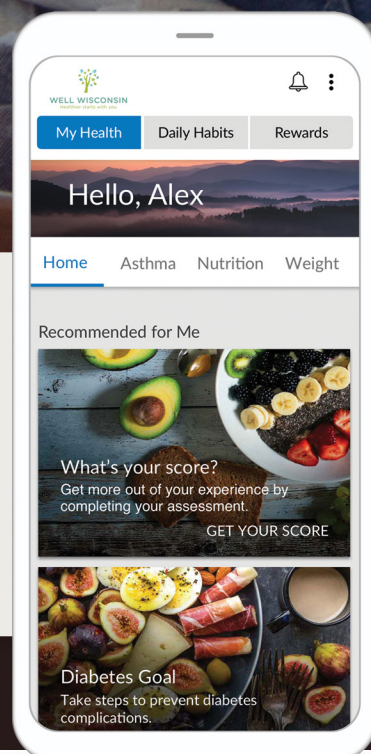 WELL WISCONSIN
Healthier starts with you
My Health
Daily Habits
Rewards
Hello, Alex
Home
Asthma
Nutrition
Weight
Recommended for Me
What's your score?
Get more out of your experience by
completing your assessment.
GET YOUR SCORE
Diabetes Goal
Take steps to prevent diabetes
complications.